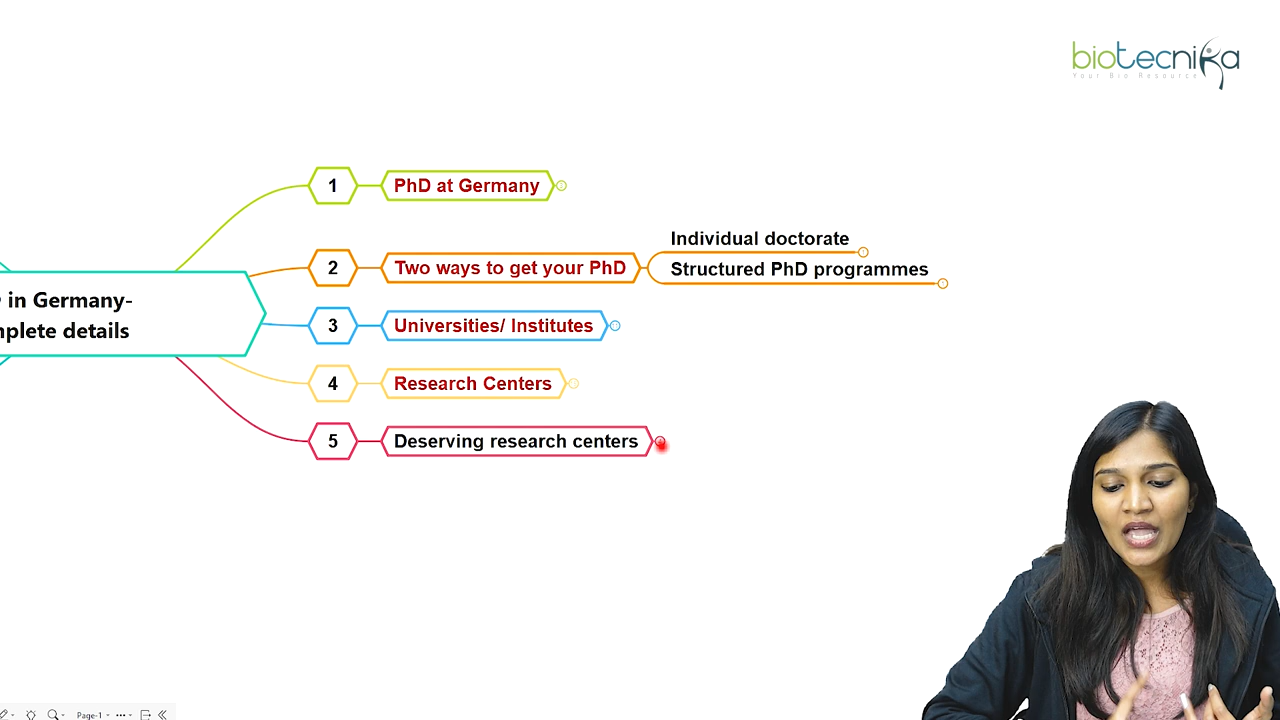 biotecnika
Your Bio Resource
1
PhD at Germany
Individual doctorate
2
Two ways to get your PhD
Structured PhD programmes
in Germany-
3
Universities/ Institutes
details
4
Research Centers
5
Deserving research centers
Page-1